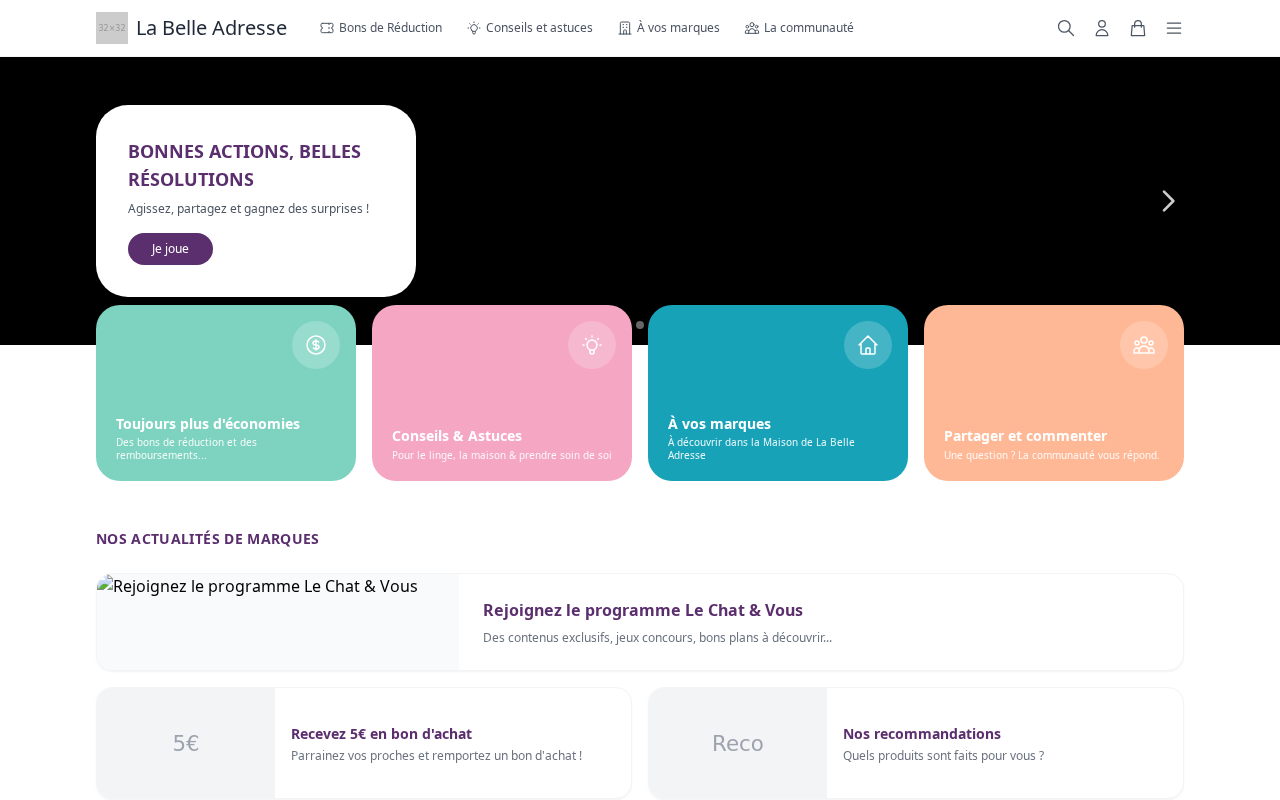 32×32
La Belle Adresse
Bons de Réduction
Conseils et astuces
À vos marques
La communauté
BONNES ACTIONS, BELLES
RÉSOLUTIONS
Agissez, partagez et gagnez des surprises !
Je joue
Toujours plus d'économies
Des bons de réduction et des
remboursements...
Conseils & Astuces
Pour le linge, la maison & prendre soin de soi
À vos marques
À découvrir dans la Maison de La Belle
Adresse
Partager et commenter
Une question ? La communauté vous répond.
NOS ACTUALITÉS DE MARQUES
Rejoignez le programme Le Chat & Vous
Rejoignez le programme Le Chat & Vous
Des contenus exclusifs, jeux concours, bons plans à découvrir...
5€
Recevez 5€ en bon d'achat
Parrainez vos proches et remportez un bon d'achat !
Reco
Nos recommandations
Quels produits sont faits pour vous ?